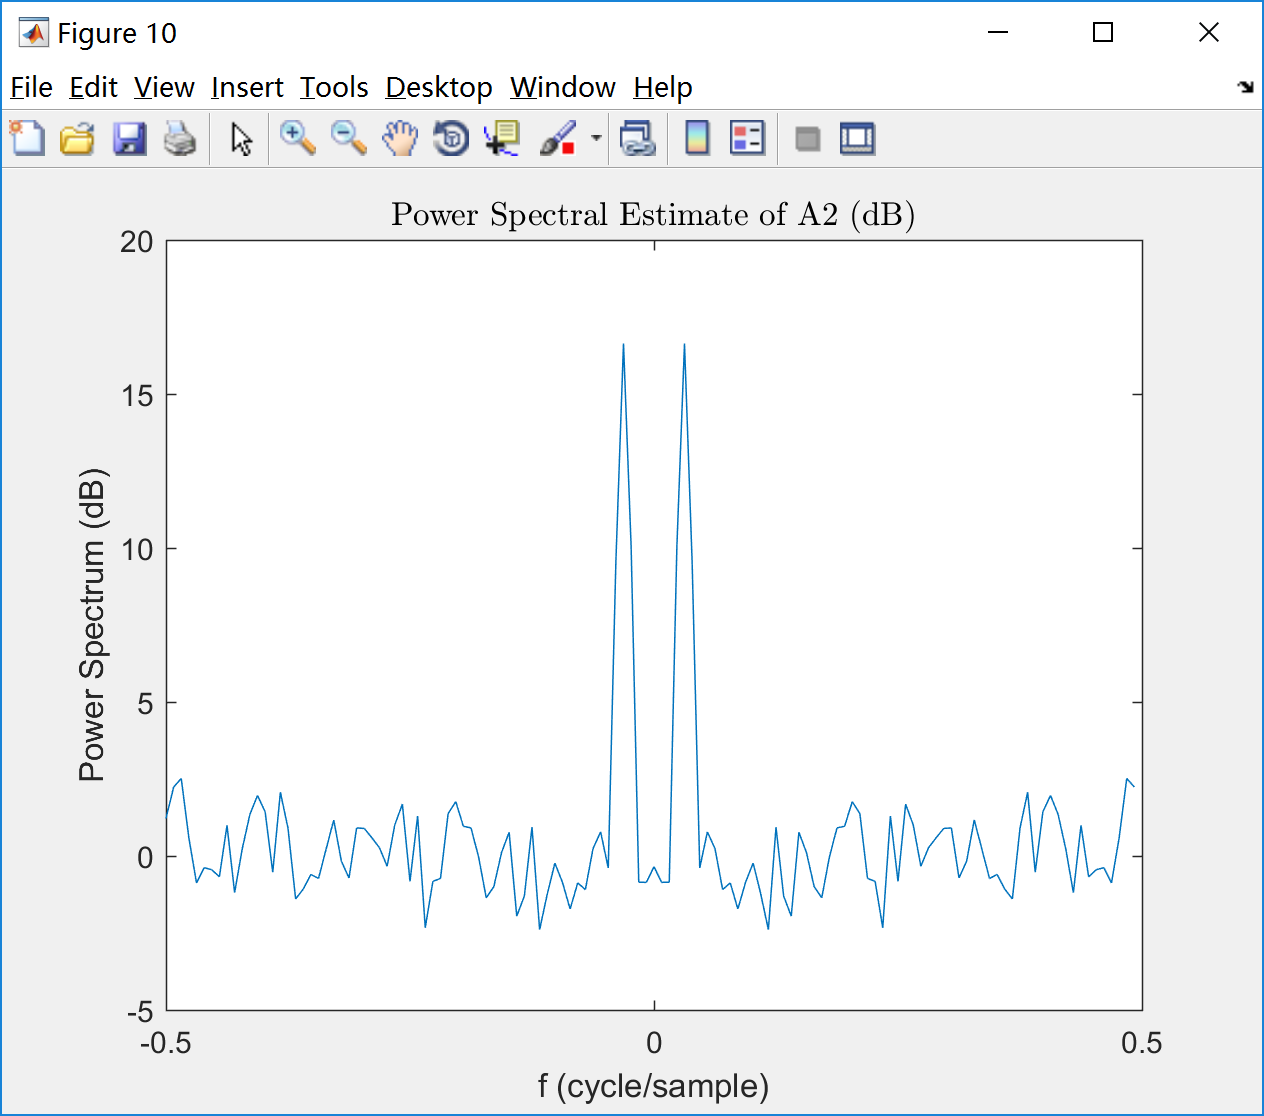 Figure 10
File Edit View Insert Tools Desktop Window Help
Power Spectral Estimate of A2 (dB)
20
15
10
5
0
-5
Power Spectrum (dB)
-0.5 0 0.5
f (cycle/sample)